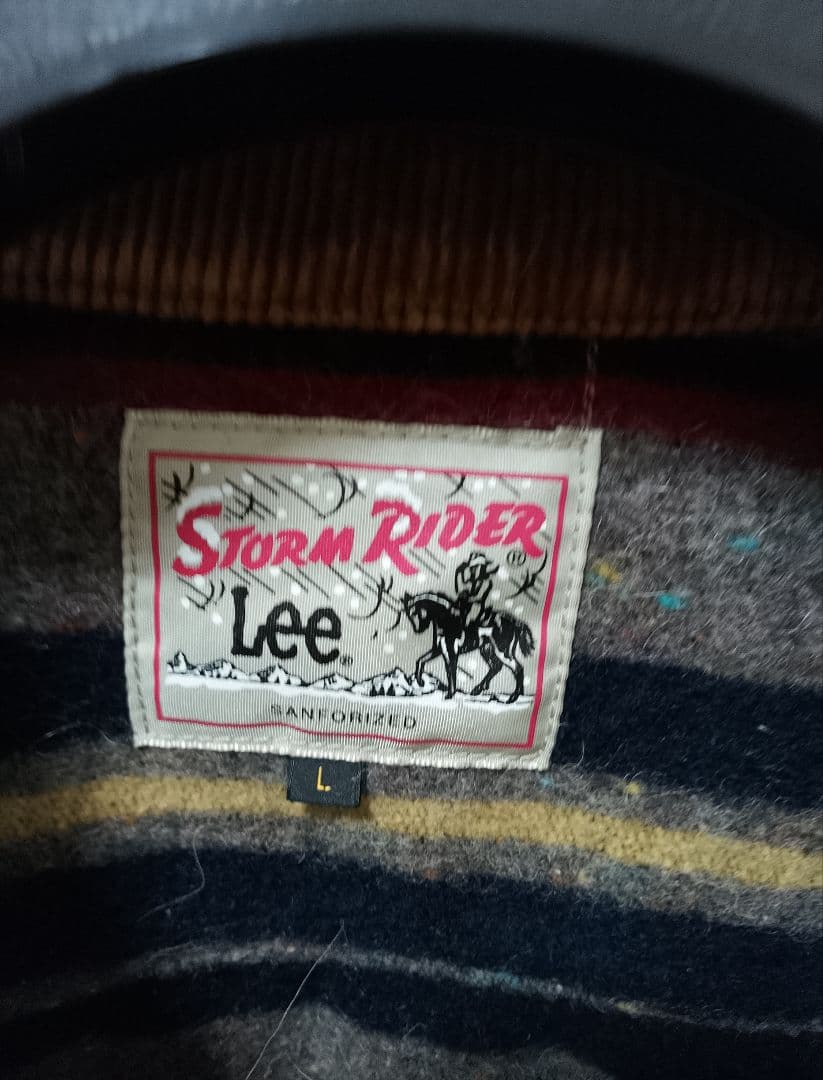 STORM RIDER ®
Lee ®
SANFORIZED
L